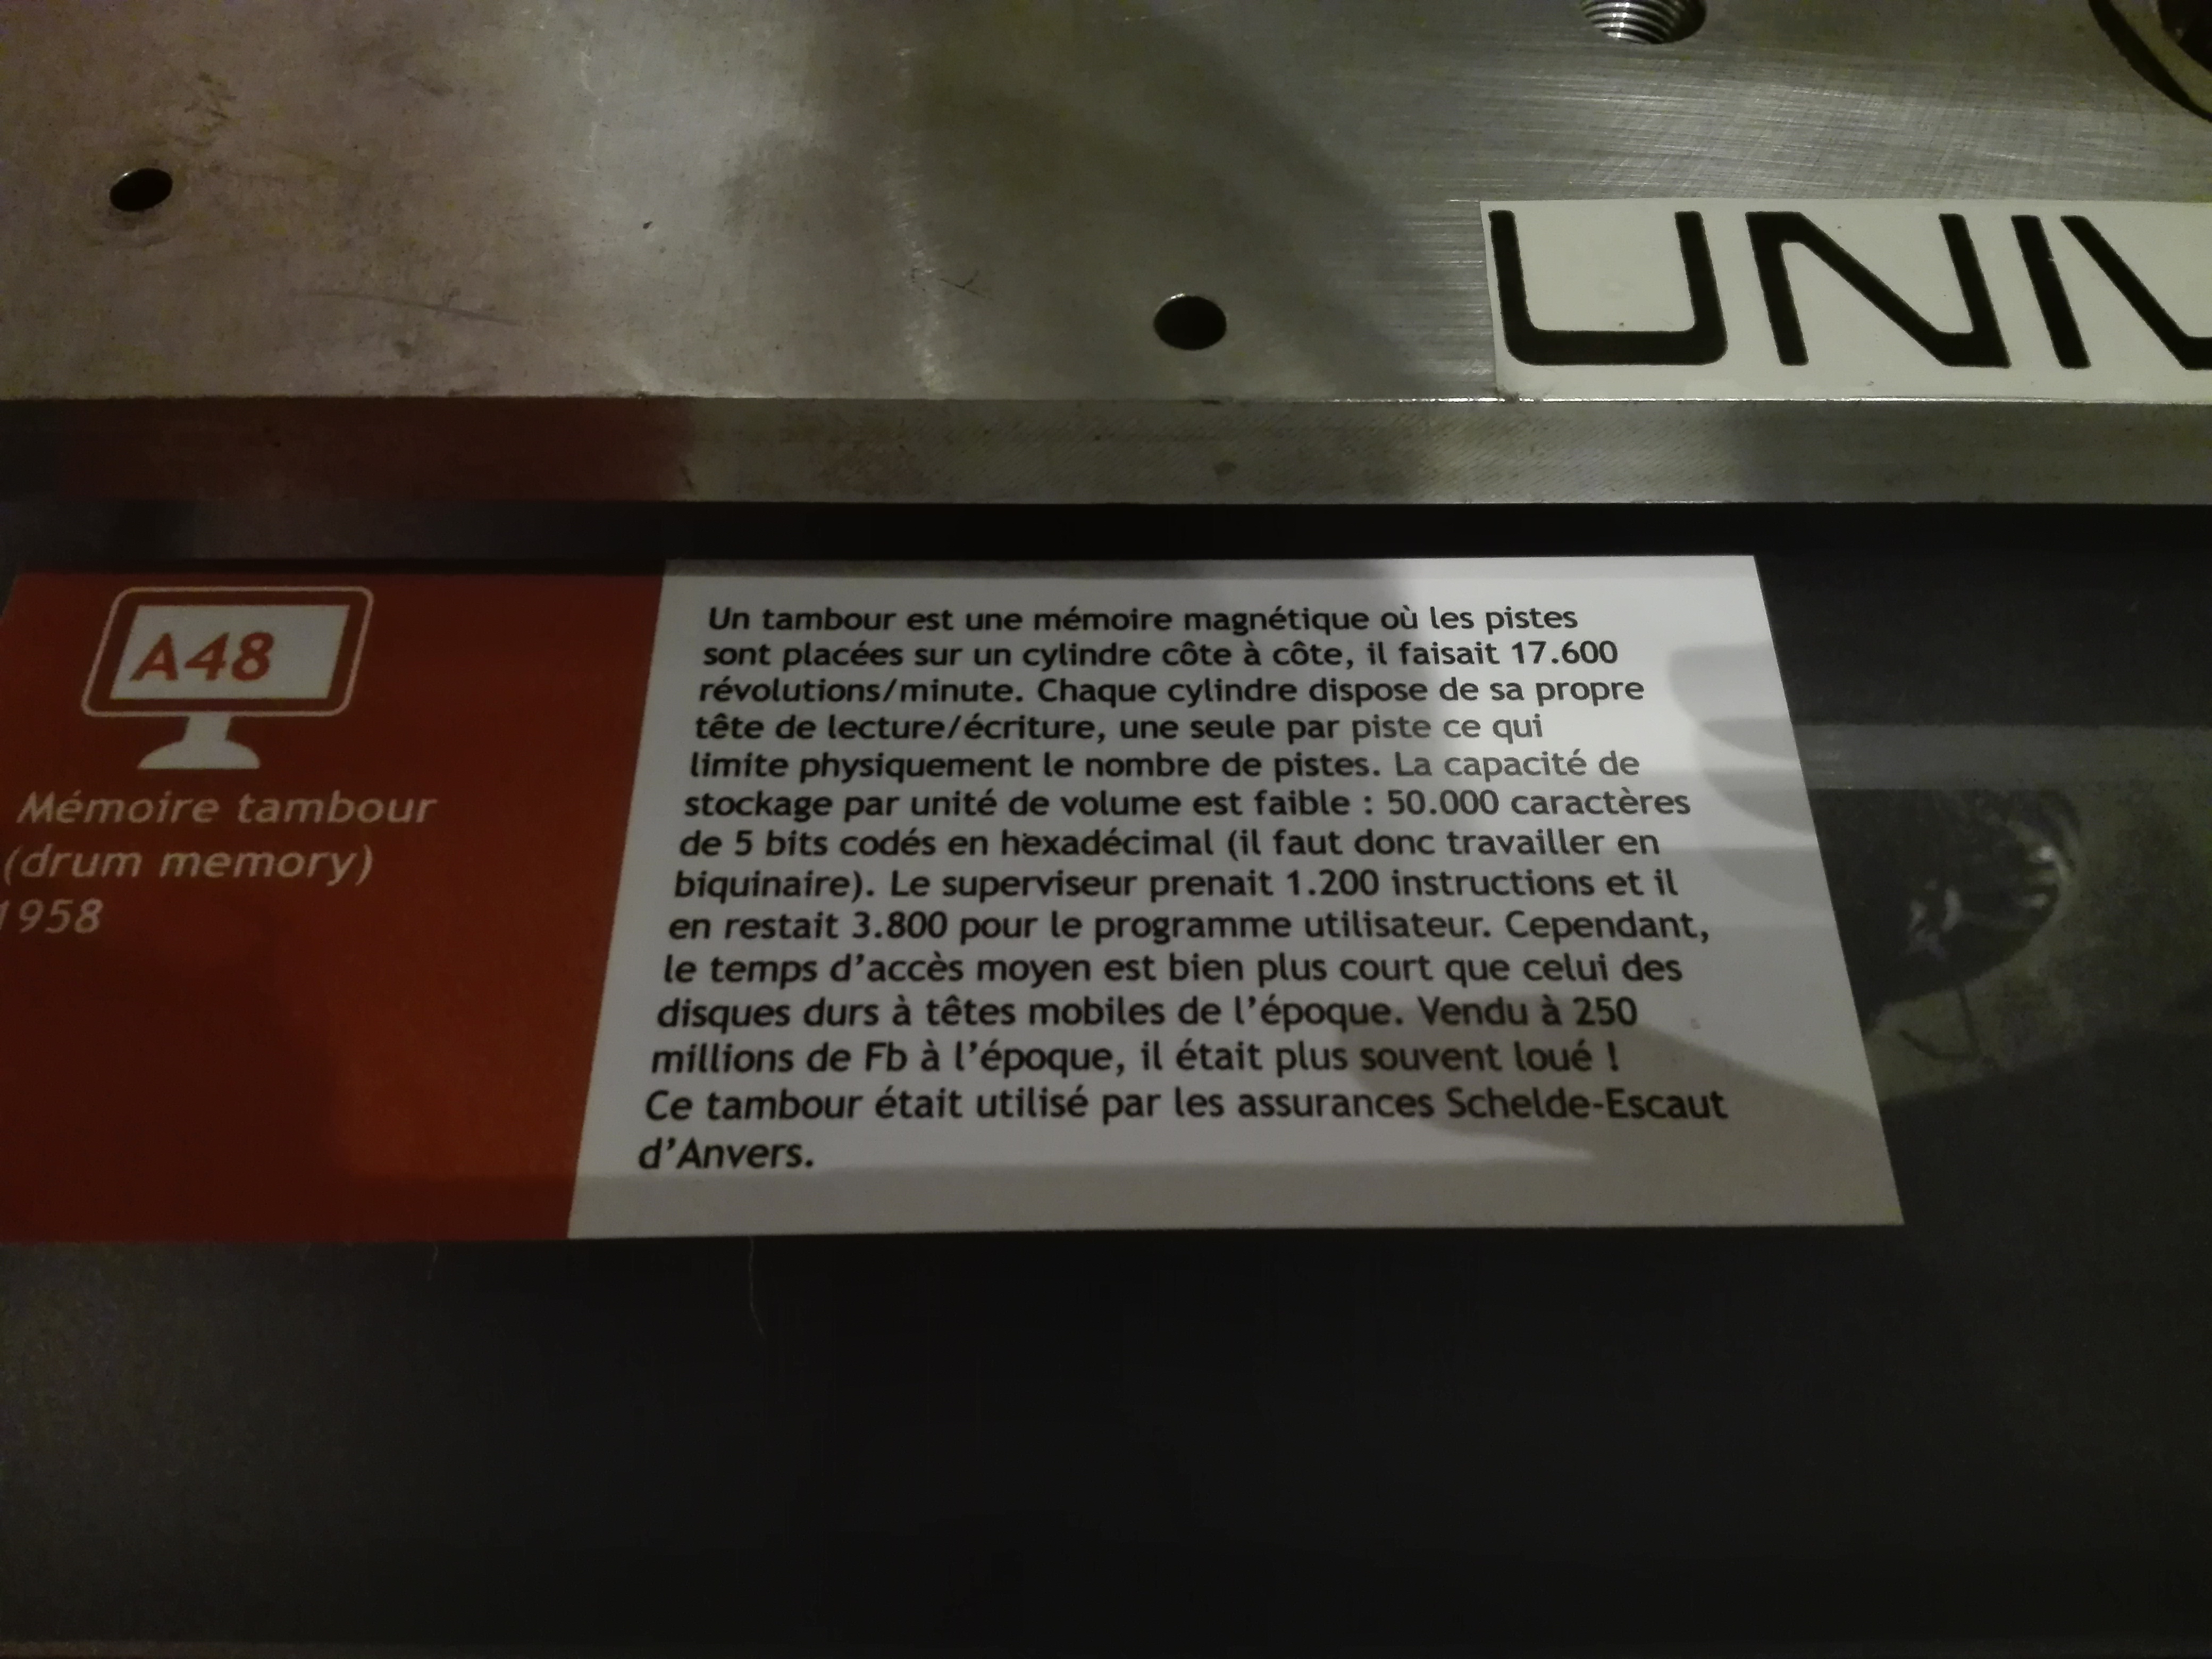 UNIV
A48
Mémoire tambour
(drum memory)
1958
Un tambour est une mémoire magnétique où les pistes
sont placées sur un cylindre côte à côte, il faisait 17.600
révolutions/minute. Chaque cylindre dispose de sa propre
tête de lecture/écriture, une seule par piste ce qui
limite physiquement le nombre de pistes. La capacité de
stockage par unité de volume est faible : 50.000 caractères
de 5 bits codés en hexadécimal (il faut donc travailler en
biquinaire). Le superviseur prenait 1.200 instructions et il
en restait 3.800 pour le programme utilisateur. Cependant,
le temps d’accès moyen est bien plus court que celui des
disques durs à têtes mobiles de l’époque. Vendu à 250
millions de Fb à l’époque, il était plus souvent loué !
Ce tambour était utilisé par les assurances Schelde-Escaut
d’Anvers.